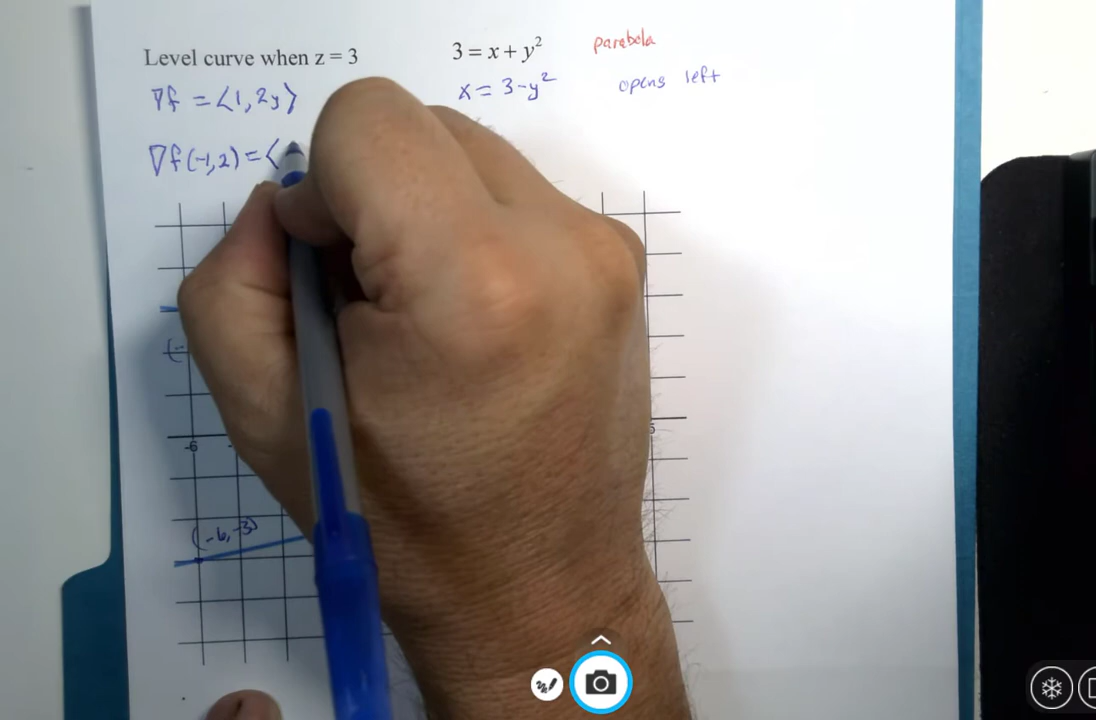 Level curve when z = 3
3 = x + y²
parabola
∇f = ⟨1, 2y⟩
x = 3 - y²
opens left
∇f(-1,2) = ⟨
-6
(-6, -3)